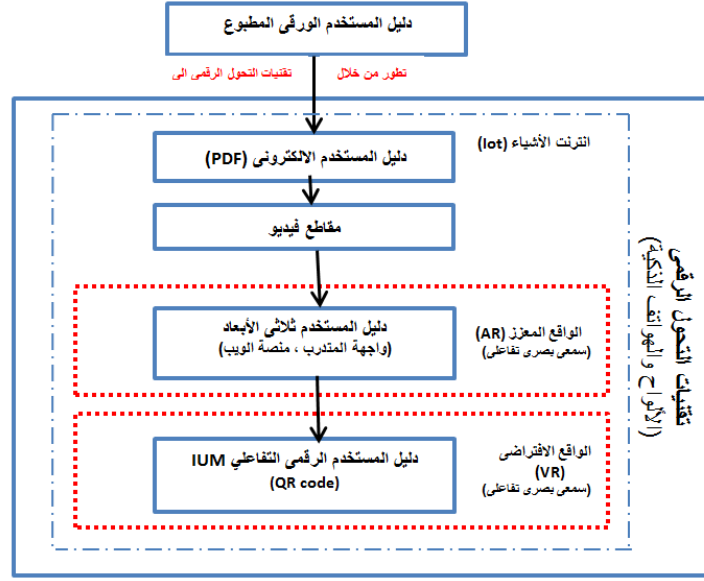 دليل المستخدم الورقى المطبوع
تطور من خلال
تقنيات التحول الرقمى الى
انترنت الأشياء (Iot)
دليل المستخدم الالكترونى (PDF)
مقاطع فيديو
الواقع المعزز (AR)
(سمعي بصرى تفاعلى)
دليل المستخدم ثلاثى الأبعاد
(واجهة المتدرب ، منصة الويب)
الواقع الافتراضى
(VR)
(سمعي بصرى تفاعلى)
دليل المستخدم الرقمى التفاعلي IUM
(QR code)
تقنيات التحول الرقمى
(الألواح والهواتف الذكية)